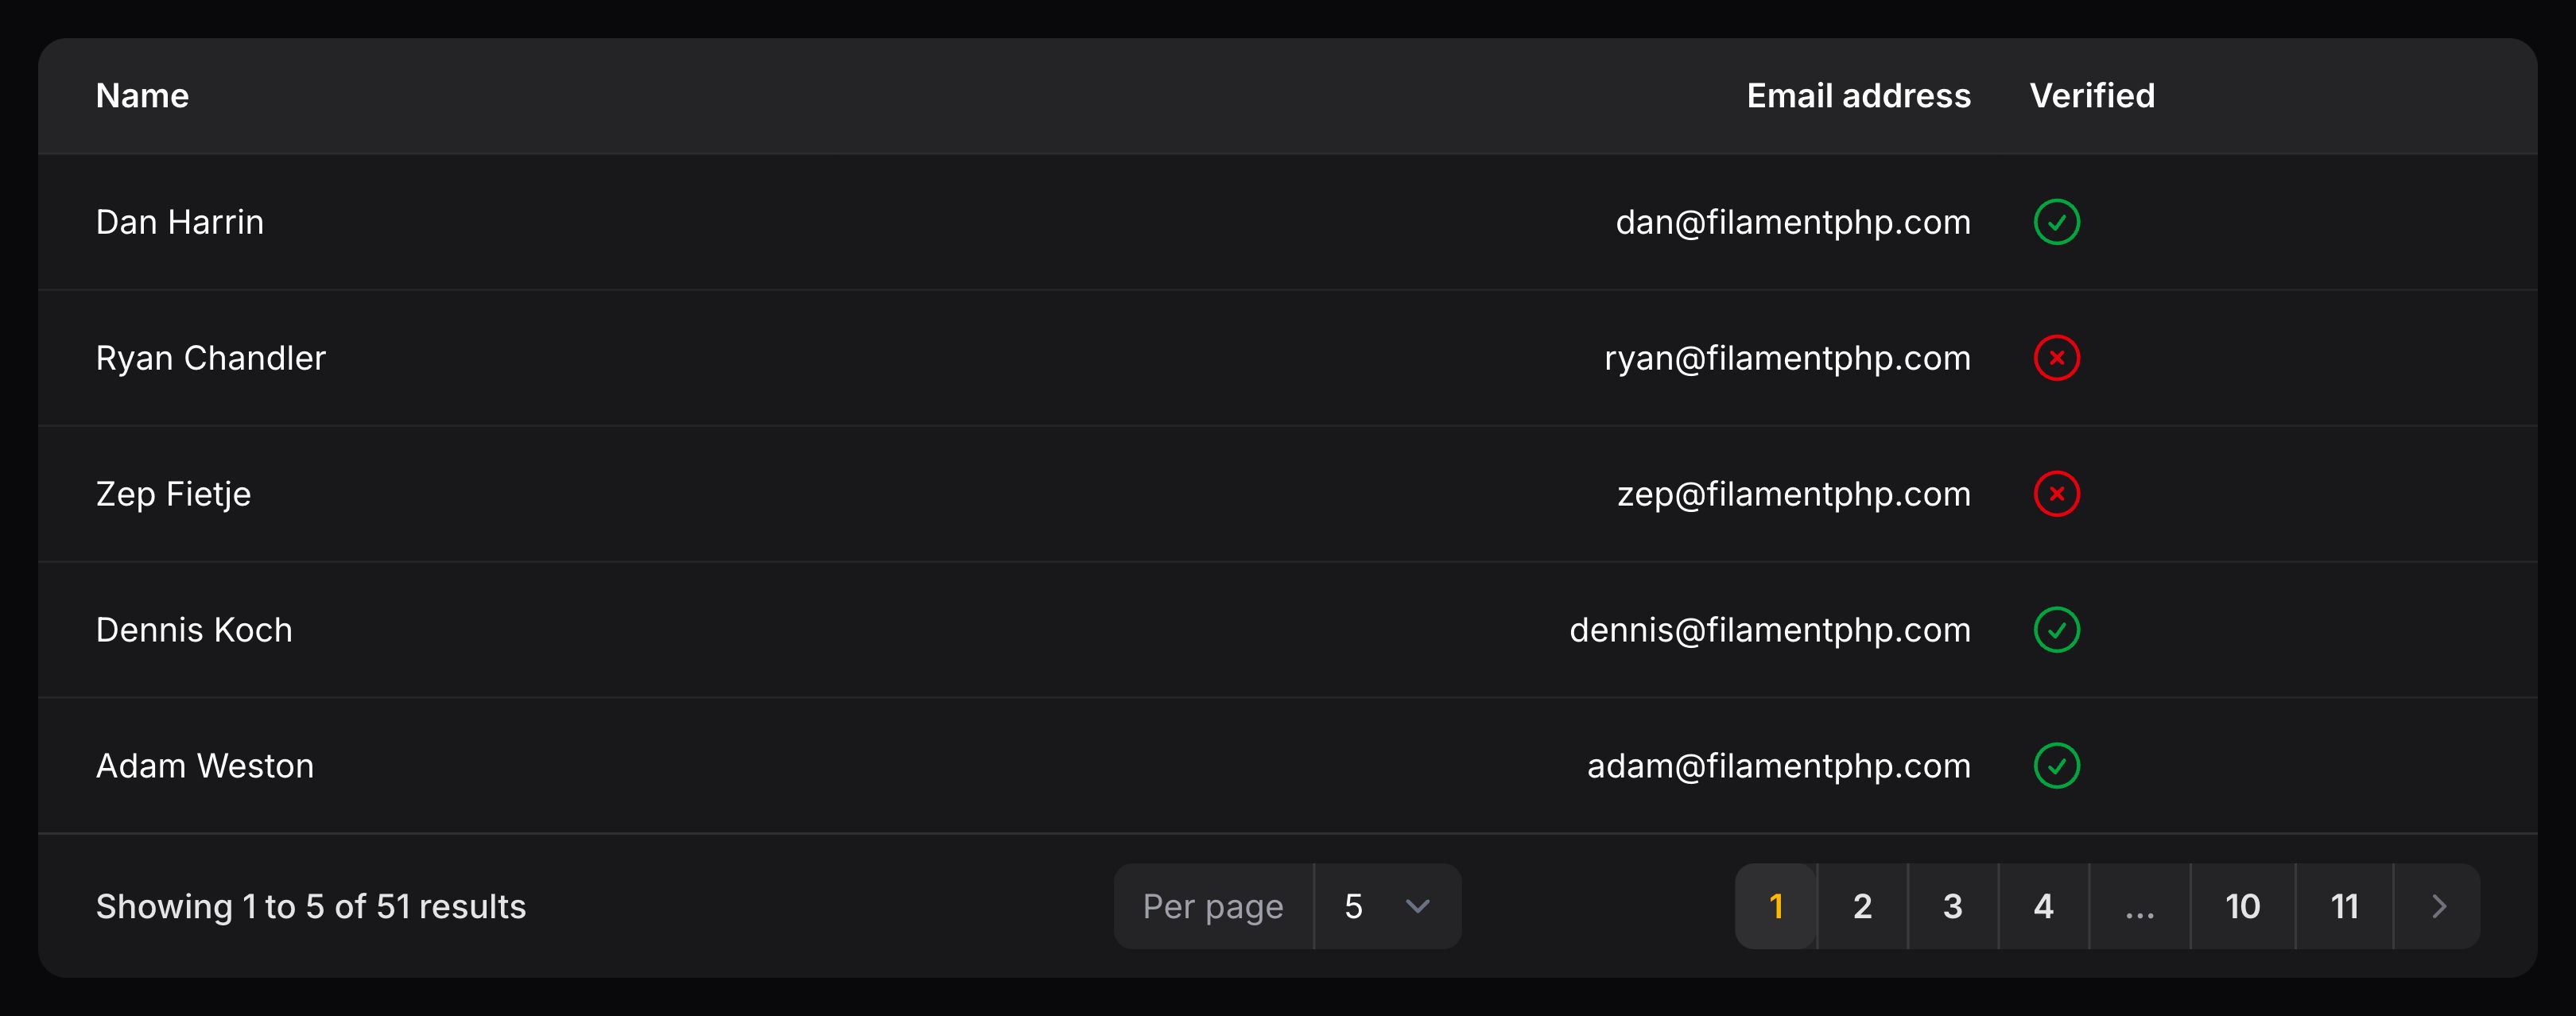 Name Email address Verified
Dan Harrin dan@filamentphp.com
Ryan Chandler ryan@filamentphp.com
Zep Fietje zep@filamentphp.com
Dennis Koch dennis@filamentphp.com
Adam Weston adam@filamentphp.com
Showing 1 to 5 of 51 results Per page 5 1 2 3 4 ... 10 11